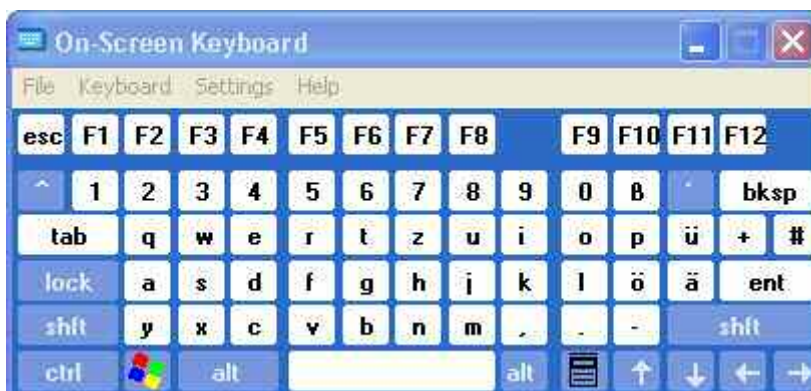 On-Screen Keyboard
File Keyboard Settings Help
esc F1 F2 F3 F4 F5 F6 F7 F8 F9 F10 F11 F12
^ 1 2 3 4 5 6 7 8 9 0 ß ´ bksp
tab q w e r t z u i o p ü + #
lock a s d f g h j k l ö ä ent
shft y x c v b n m , . - shft
ctrl alt alt ↑ ↓ ← →